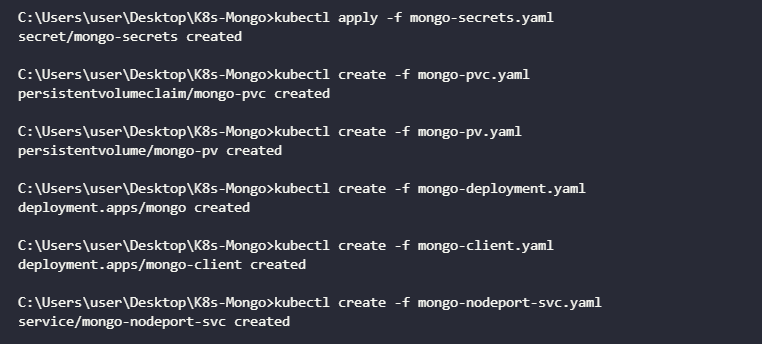 C:\Users\user\Desktop\K8s-Mongo>kubectl apply -f mongo-secrets.yaml
secret/mongo-secrets created
C:\Users\user\Desktop\K8s-Mongo>kubectl create -f mongo-pvc.yaml
persistentvolumeclaim/mongo-pvc created
C:\Users\user\Desktop\K8s-Mongo>kubectl create -f mongo-pv.yaml
persistentvolume/mongo-pv created
C:\Users\user\Desktop\K8s-Mongo>kubectl create -f mongo-deployment.yaml
deployment.apps/mongo created
C:\Users\user\Desktop\K8s-Mongo>kubectl create -f mongo-client.yaml
deployment.apps/mongo-client created
C:\Users\user\Desktop\K8s-Mongo>kubectl create -f mongo-nodeport-svc.yaml
service/mongo-nodeport-svc created